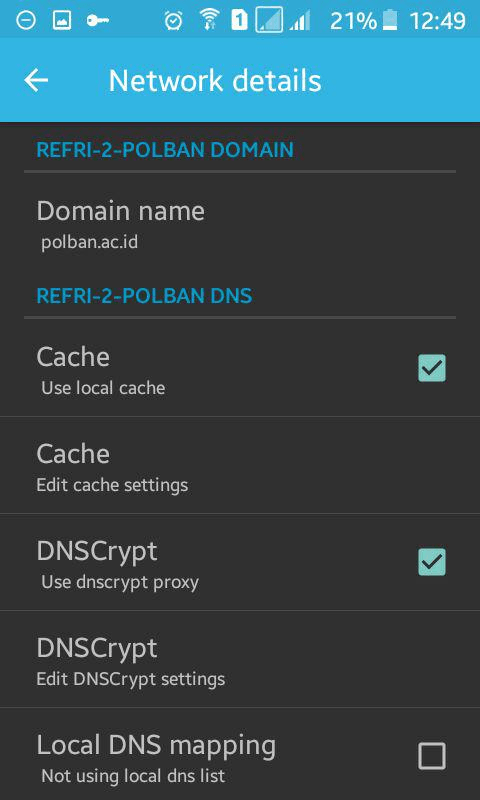 1 21% 12:49
Network details
REFRI-2-POLBAN DOMAIN
Domain name
polban.ac.id
REFRI-2-POLBAN DNS
Cache
Use local cache
Cache
Edit cache settings
DNSCrypt
Use dnscrypt proxy
DNSCrypt
Edit DNSCrypt settings
Local DNS mapping
Not using local dns list